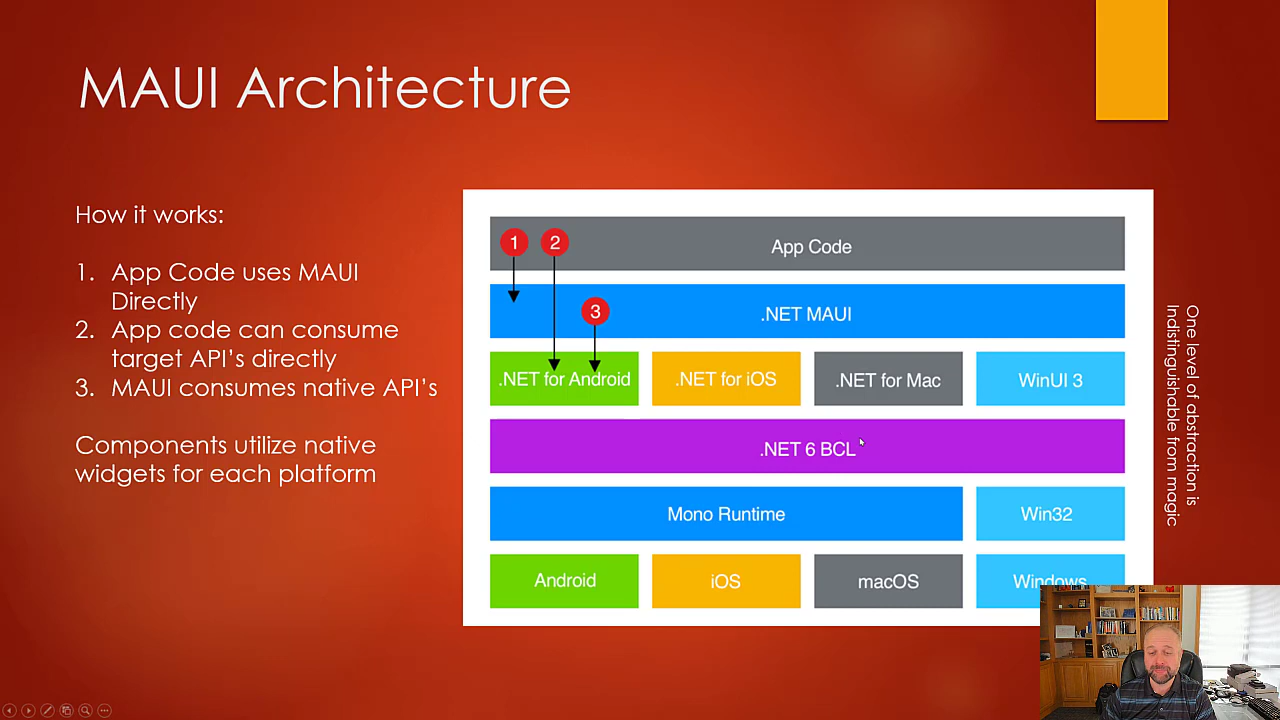 MAUI Architecture
How it works:
1. App Code uses MAUI
Directly
2. App code can consume
target API's directly
3. MAUI consumes native API's
Components utilize native
widgets for each platform
1
2
App Code
3
.NET MAUI
.NET for Android
.NET for iOS
.NET for Mac
WinUI 3
.NET 6 BCL
Mono Runtime
Win32
Android
iOS
macOS
Windows
One level of abstraction is
Indistinguishable from magic